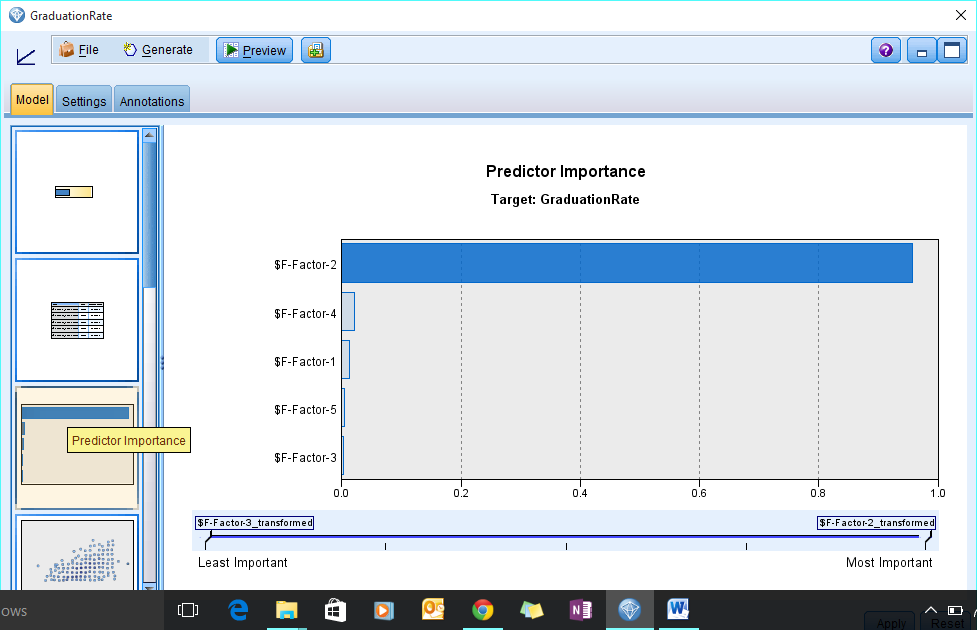 GraduationRate
File
Generate
Preview
?
Model
Settings
Annotations
Predictor Importance
Target: GraduationRate
$F-Factor-2
$F-Factor-4
$F-Factor-1
$F-Factor-5
$F-Factor-3
0.0 0.2 0.4 0.6 0.8 1.0
Predictor Importance
$F-Factor-3_transformed
$F-Factor-2_transformed
Least Important
Most Important
ows
Apply
Reset